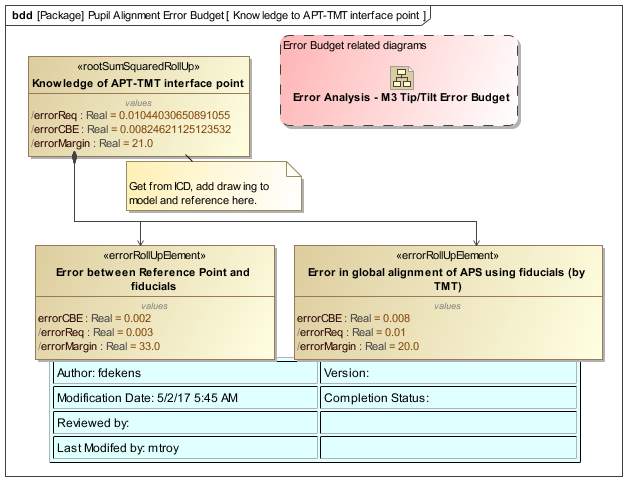 bdd [Package] Pupil Alignment Error Budget [ Knowledge to APT-TMT interface point ]
«rootSumSquaredRollUp»
Knowledge of APT-TMT interface point
values
/errorReq : Real = 0.01044030650891055
/errorCBE : Real = 0.00824621125123532
/errorMargin : Real = 21.0
Error Budget related diagrams
Error Analysis - M3 Tip/Tilt Error Budget
Get from ICD, add drawing to
model and reference here.
«errorRollUpElement»
Error between Reference Point and
fiducials
values
errorCBE : Real = 0.002
/errorReq : Real = 0.003
/errorMargin : Real = 33.0
«errorRollUpElement»
Error in global alignment of APS using fiducials (by
TMT)
values
errorCBE : Real = 0.008
/errorReq : Real = 0.01
/errorMargin : Real = 20.0
Author: fdekens
Version:
Modification Date: 5/2/17 5:45 AM
Completion Status:
Reviewed by:
Last Modifed by: mtroy